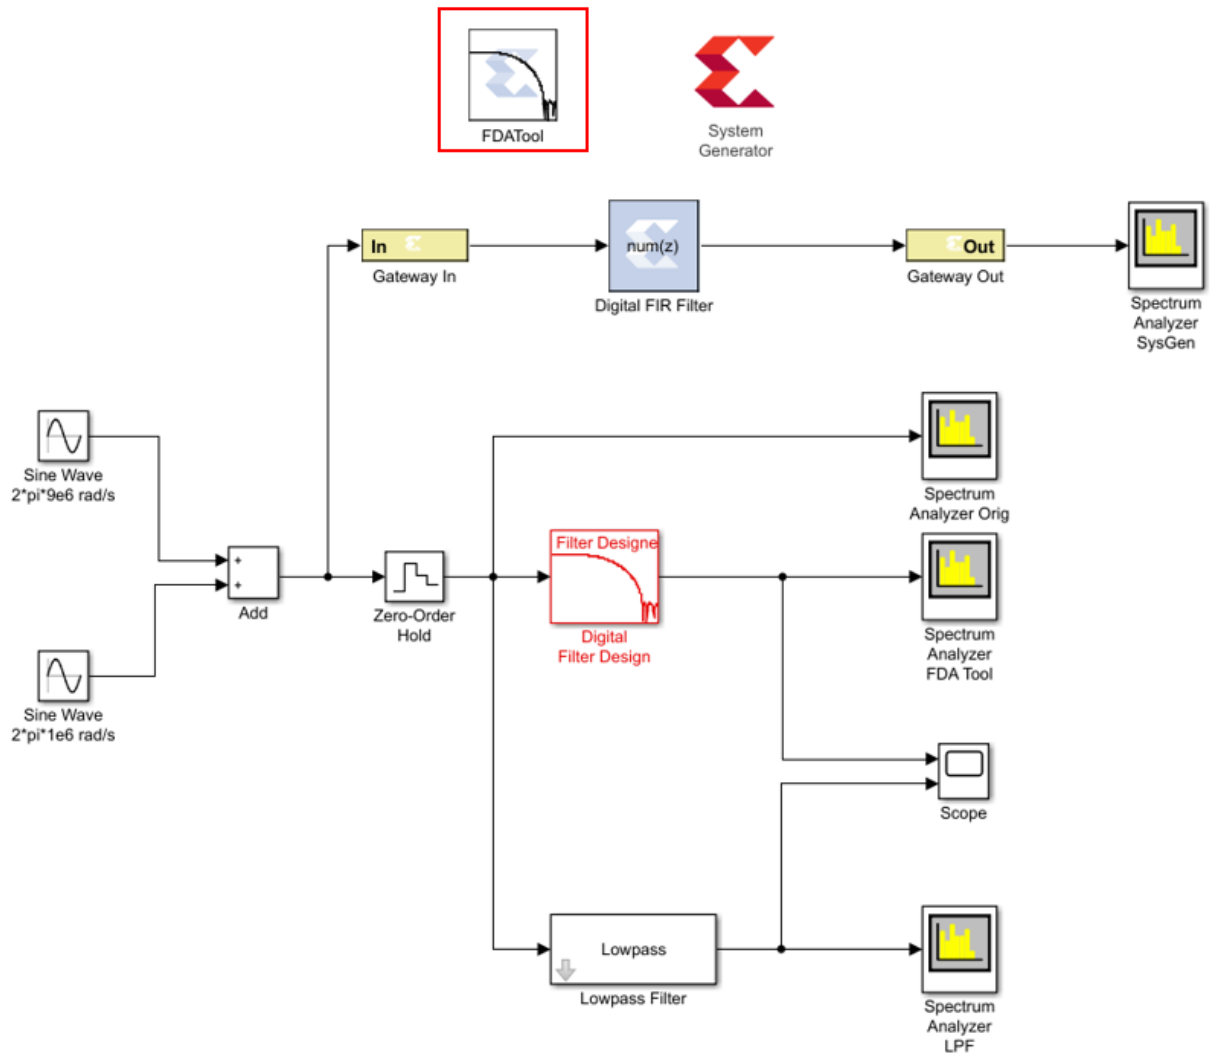 FDATool
System
Generator
In
Gateway In
num(z)
Digital FIR Filter
Out
Gateway Out
Spectrum
Analyzer
SysGen
Sine Wave
2*pi*9e6 rad/s
Spectrum
Analyzer Orig
+
+
Add
Zero-Order
Hold
Filter Designe
Digital
Filter Design
Spectrum
Analyzer
FDA Tool
Sine Wave
2*pi*1e6 rad/s
Scope
Lowpass
Lowpass Filter
Spectrum
Analyzer
LPF